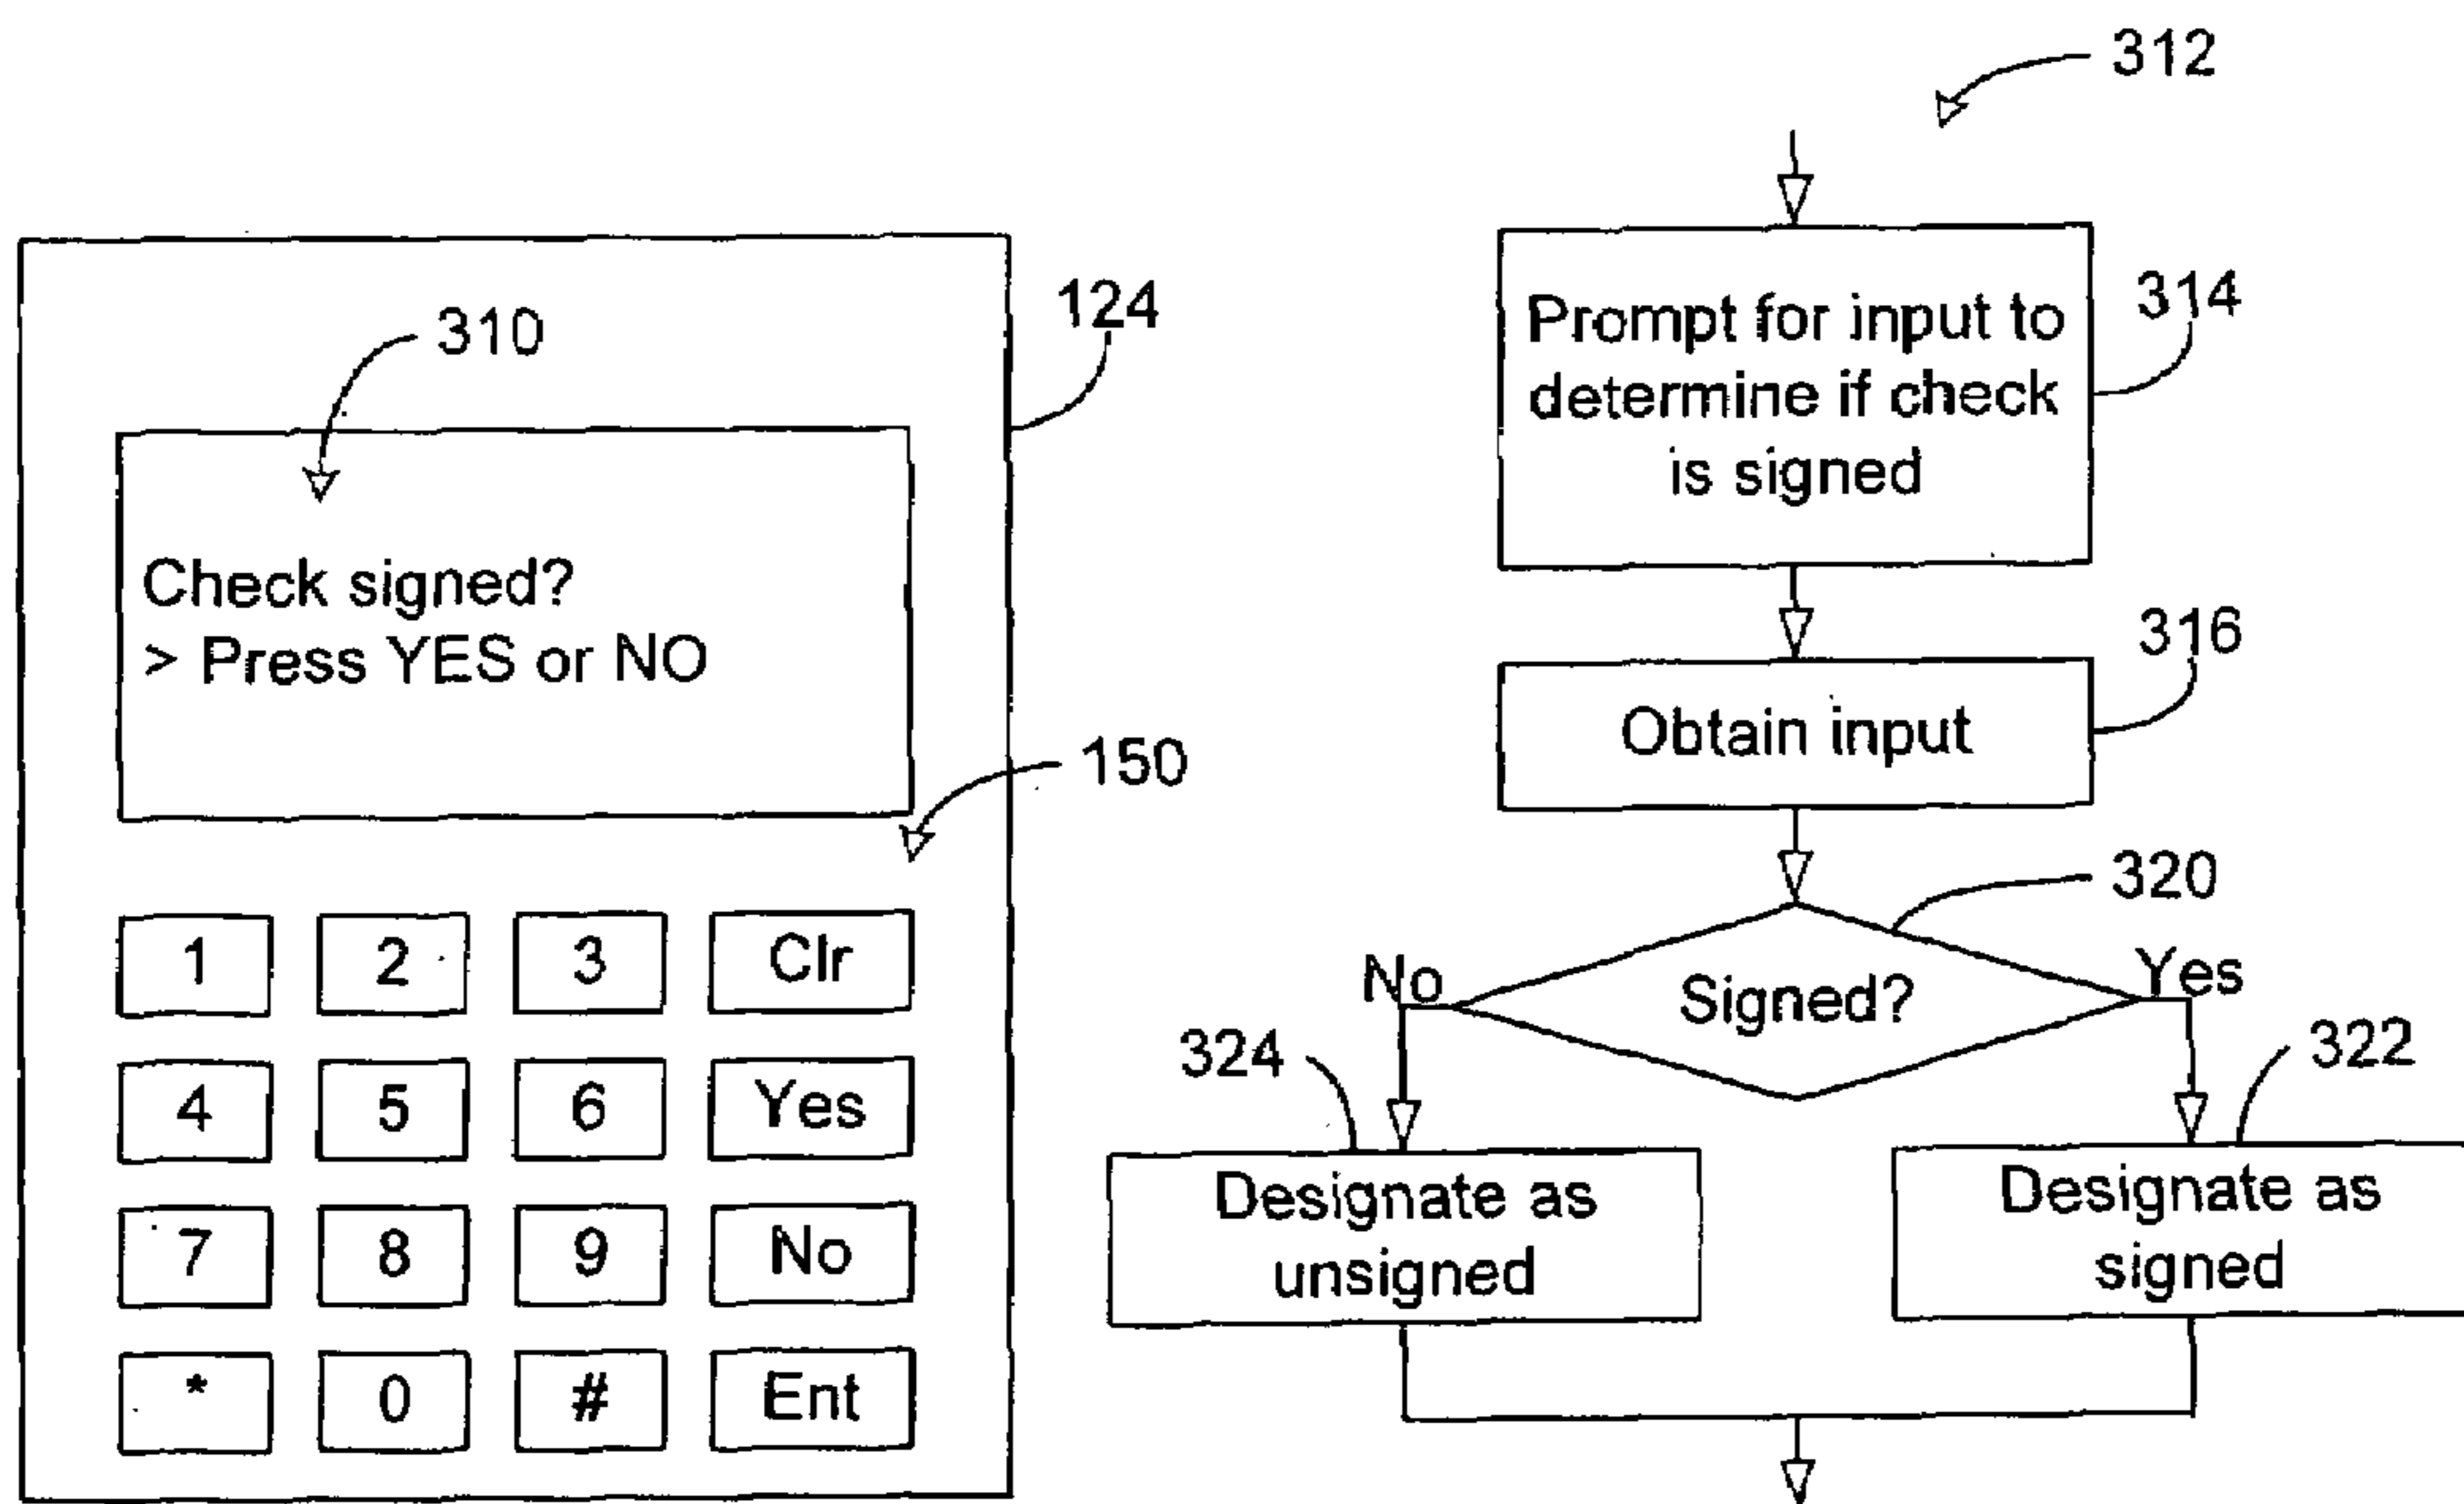 310
124
Check signed?
> Press YES or NO
150
1 2 3 Clr
4 5 6 Yes
7 8 9 No
* 0 # Ent
312
Prompt for input to
determine if check
is signed
314
Obtain input
316
Signed?
320
No
Yes
324
Designate as
unsigned
322
Designate as
signed